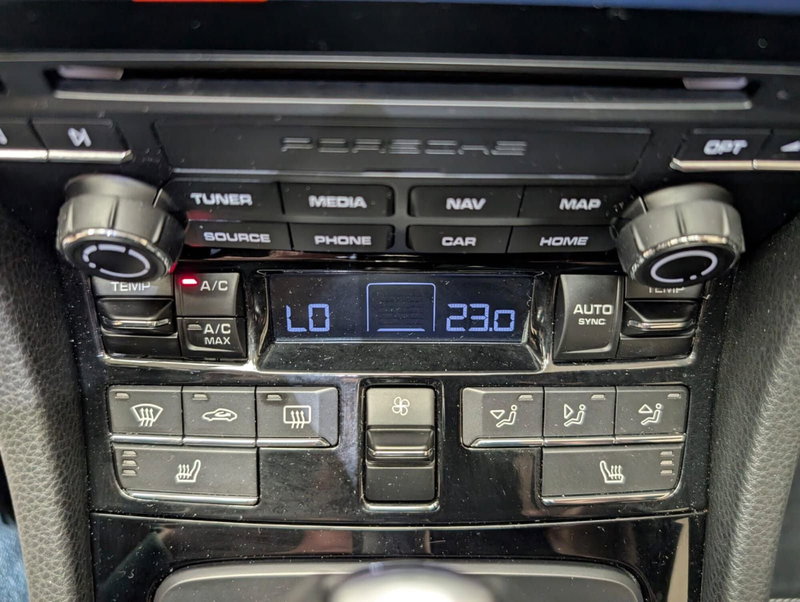 PORSCHE
OPT
TUNER MEDIA NAV MAP
SOURCE PHONE CAR HOME
TEMP A/C LO 23.0 AUTO TEMP
SYNC
A/C
MAX